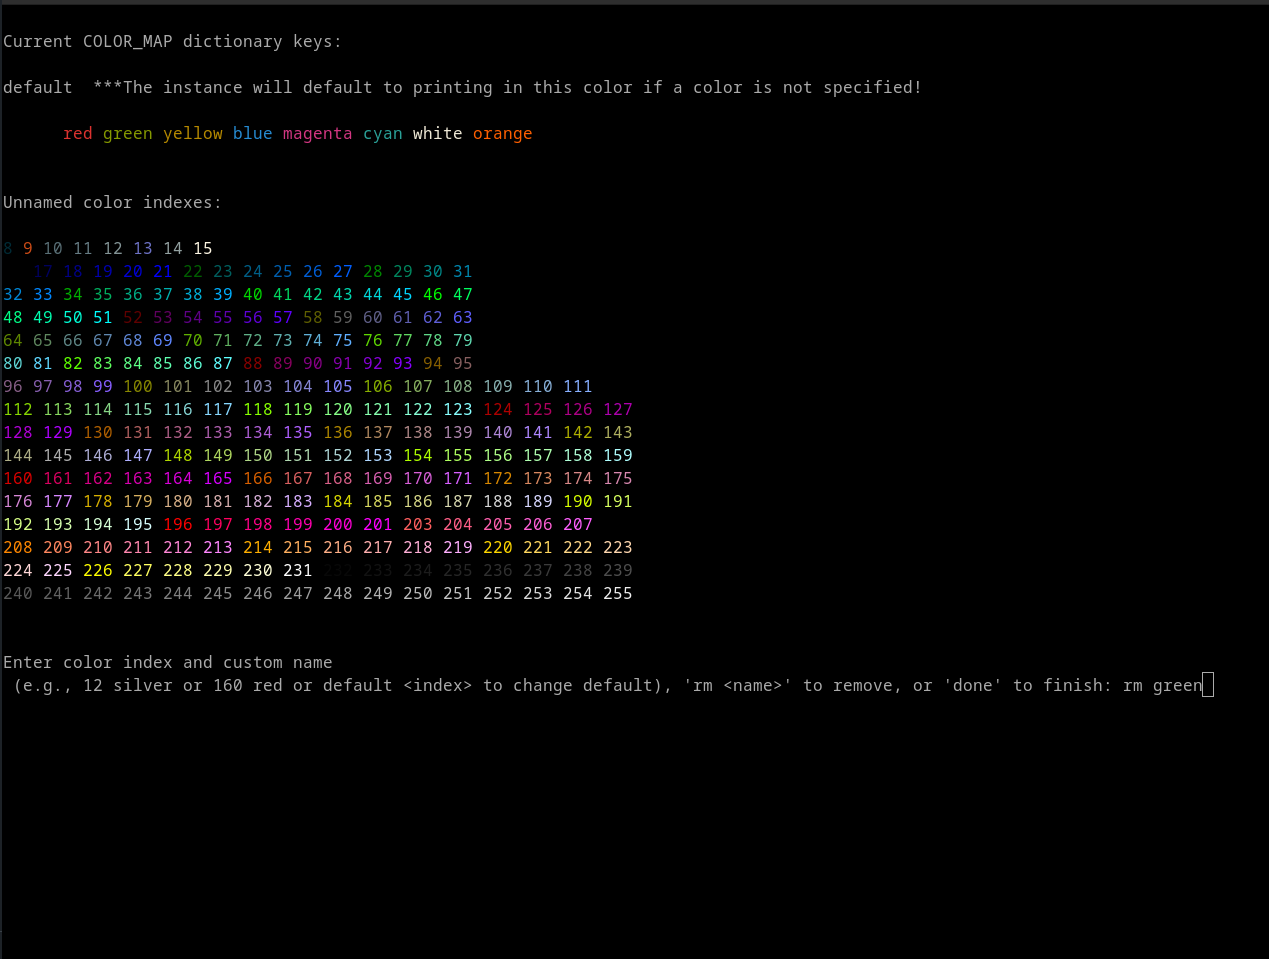 Current COLOR_MAP dictionary keys:
default  ***The instance will default to printing in this color if a color is not specified!
red green yellow blue magenta cyan white orange
Unnamed color indexes:
8 9 10 11 12 13 14 15
17 18 19 20 21 22 23 24 25 26 27 28 29 30 31
32 33 34 35 36 37 38 39 40 41 42 43 44 45 46 47
48 49 50 51 52 53 54 55 56 57 58 59 60 61 62 63
64 65 66 67 68 69 70 71 72 73 74 75 76 77 78 79
80 81 82 83 84 85 86 87 88 89 90 91 92 93 94 95
96 97 98 99 100 101 102 103 104 105 106 107 108 109 110 111
112 113 114 115 116 117 118 119 120 121 122 123 124 125 126 127
128 129 130 131 132 133 134 135 136 137 138 139 140 141 142 143
144 145 146 147 148 149 150 151 152 153 154 155 156 157 158 159
160 161 162 163 164 165 166 167 168 169 170 171 172 173 174 175
176 177 178 179 180 181 182 183 184 185 186 187 188 189 190 191
192 193 194 195 196 197 198 199 200 201 203 204 205 206 207
208 209 210 211 212 213 214 215 216 217 218 219 220 221 222 223
224 225 226 227 228 229 230 231 232 233 234 235 236 237 238 239
240 241 242 243 244 245 246 247 248 249 250 251 252 253 254 255
Enter color index and custom name
(e.g., 12 silver or 160 red or default <index> to change default), 'rm <name>' to remove, or 'done' to finish: rm green